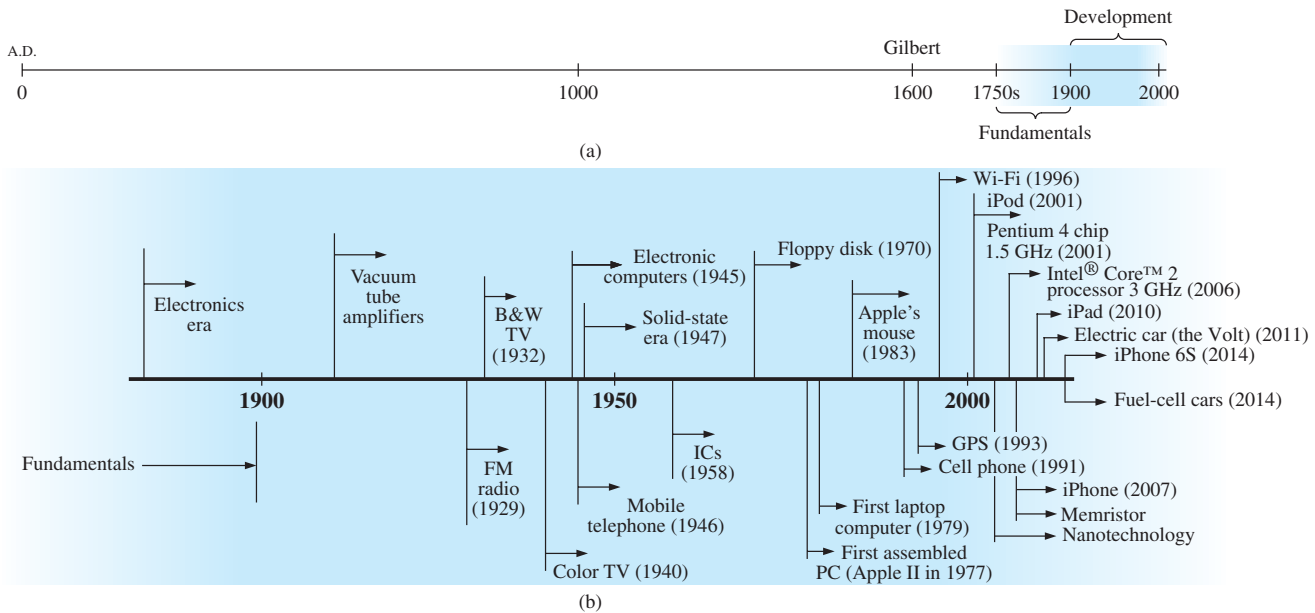 Development
A.D.
Gilbert
0
1000
1600
1750s
1900
2000
Fundamentals
(a)
Wi-Fi (1996)
iPod (2001)
Pentium 4 chip
1.5 GHz (2001)
Floppy disk (1970)
Electronic
computers (1945)
Vacuum
tube
amplifiers
Electronics
era
Intel® Core™ 2
processor 3 GHz (2006)
B&W
TV
(1932)
Solid-state
era (1947)
Apple's
mouse
(1983)
iPad (2010)
Electric car (the Volt) (2011)
iPhone 6S (2014)
1900
1950
2000
Fuel-cell cars (2014)
Fundamentals
FM
radio
(1929)
ICs
(1958)
GPS (1993)
Cell phone (1991)
iPhone (2007)
Mobile
telephone (1946)
First laptop
computer (1979)
Memristor
Nanotechnology
Color TV (1940)
First assembled
PC (Apple II in 1977)
(b)